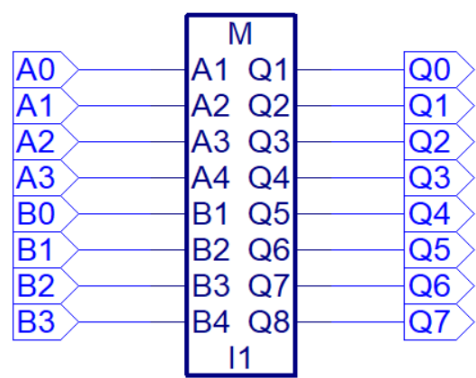 M
A0 A1 Q1 Q0
A1 A2 Q2 Q1
A2 A3 Q3 Q2
A3 A4 Q4 Q3
B0 B1 Q5 Q4
B1 B2 Q6 Q5
B2 B3 Q7 Q6
B3 B4 Q8 Q7
I1